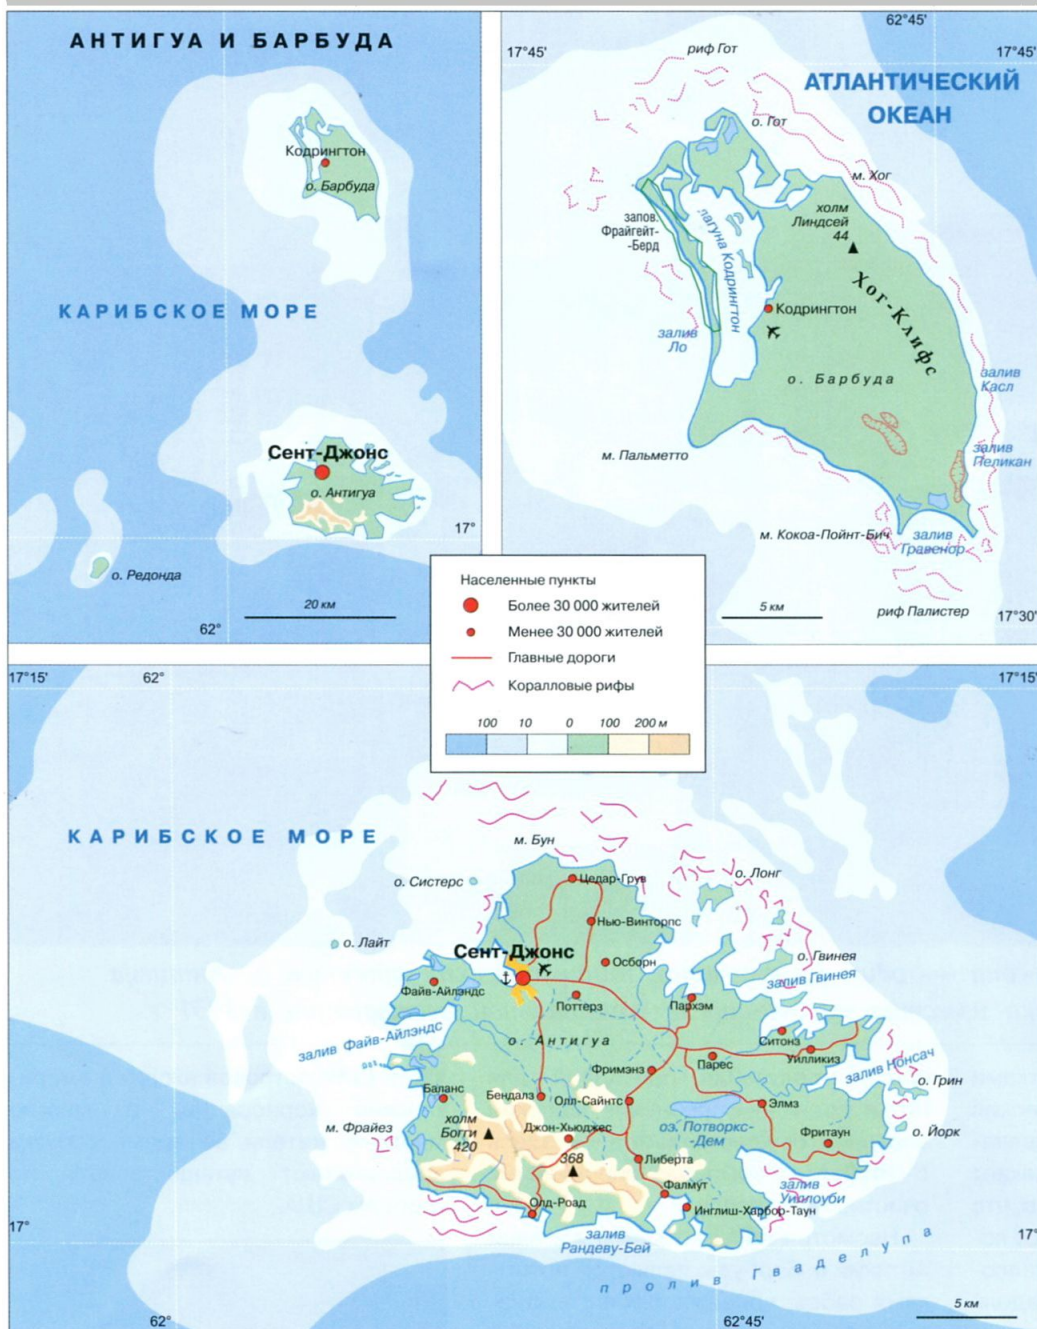 АНТИГУА И БАРБУДА
Кодрингтон
о. Барбуда
КАРИБСКОЕ МОРЕ
Сент-Джонс
о. Антигуа
17°
о. Редонда
20 км
62°
62°45'
17°45'
17°45'
риф Гот
АТЛАНТИЧЕСКИЙ
ОКЕАН
о. Гот
м. Хог
холм
Линдсей
44
запов.
Фрайгейт-
-Берд
лагуна Кодрингтон
Хог-Клифс
Кодрингтон
залив
Ло
о. Барбуда
залив
Касл
м. Пальметто
залив
Пеликан
м. Кокоа-Пойнт-Бич
залив
Гравенор
5 км
риф Палистер
17°30'
Населенные пункты
Более 30 000 жителей
Менее 30 000 жителей
Главные дороги
Коралловые рифы
100 10 0 100 200 м
17°15'
62°
17°15'
КАРИБСКОЕ МОРЕ
м. Бун
о. Систерс
Цедар-Грув
о. Лонг
Нью-Винторпс
о. Лайт
Сент-Джонс
Осборн
о. Гвинея
залив Гвинея
Файв-Айлэндс
Поттерз
Пархэм
залив Файв-Айлэндс
о. Антигуа
Ситонз
Уилликиз
Парес
залив Нонсач
Фримэнз
о. Грин
Баланс
Бендалз
Олл-Сайнтс
Элмз
оз. Потворкс-
-Дем
м. Фрайез
холм
Богги
420
Джон-Хьюджес
Фритаун
о. Йорк
368
Либерта
залив
Уиллоуби
Фалмут
Олд-Роад
Инглиш-Харбор-Таун
17°
17°
залив
Рандеву-Бей
пролив Гваделупа
62°
62°45'
5 км